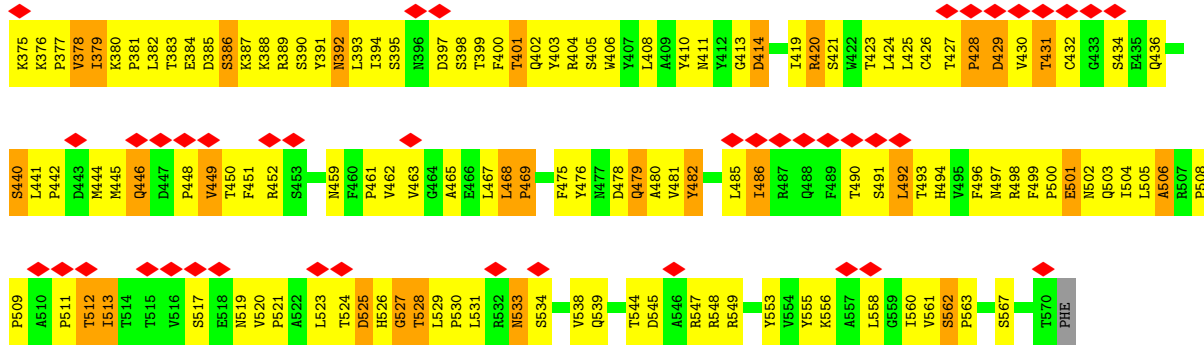 K375 K376 P377 V378 I379 K380 P381 L382 T383 E384 D385 S386 K387 K388 R389 S390 Y391 N392 L393 I394 S395 N396 D397 S398 T399 F400 T401 Q402 Y403 R404 S405 W406 Y407 L408 A409 Y410 N411 Y412 G413 D414 I419 R420 S421 W422 T423 L424 L425 C426 T427 P428 D429 V430 T431 C432 G433 S434 E435 Q436
S440 L441 P442 D443 M444 M445 Q446 D447 P448 V449 T450 F451 R452 S453 N459 F460 P461 V462 V463 G464 A465 E466 L467 L468 P469 F475 Y476 N477 D478 Q479 A480 V481 Y482 L485 I486 R487 Q488 F489 T490 S491 L492 T493 H494 V495 F496 N497 R498 F499 P500 E501 N502 Q503 I504 L505 A506 R507 P508
P509 A510 P511 T512 I513 T514 T515 V516 S517 E518 N519 V520 P521 A522 L523 T524 D525 H526 G527 T528 L529 P530 L531 R532 N533 S534 V538 Q539 T544 D545 A546 R547 R548 R549 Y553 V554 Y555 K556 A557 L558 G559 I560 V561 S562 P563 S567 T570 PHE